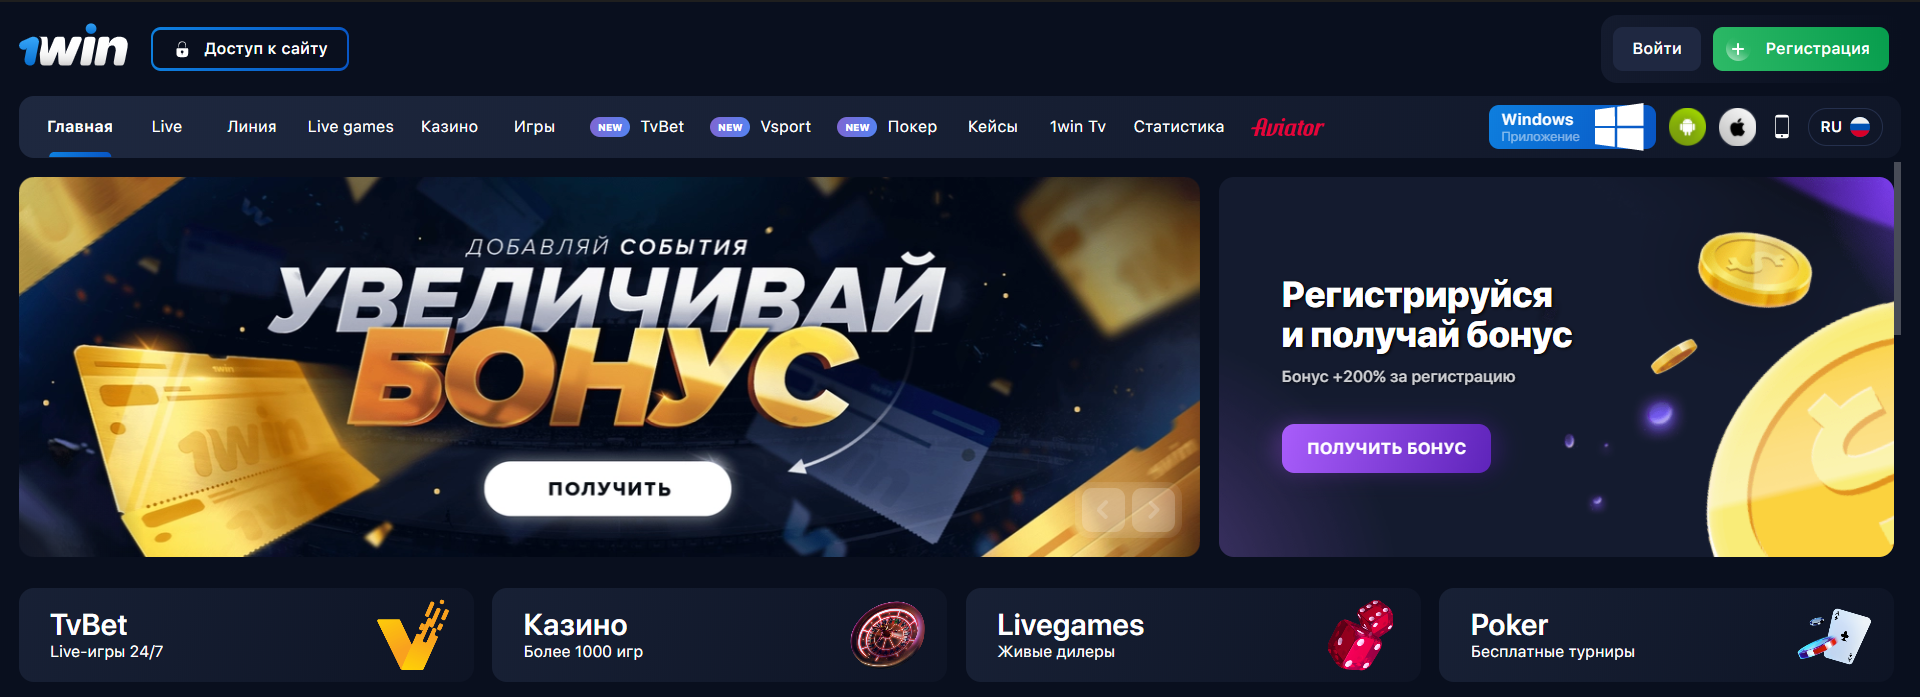 1win
Доступ к сайту
Войти
Регистрация
Главная
Live
Линия
Live games
Казино
Игры
NEW TvBet
NEW Vsport
NEW Покер
Кейсы
1win Tv
Статистика
Aviator
Windows
Приложение
RU
ДОБАВЛЯЙ СОБЫТИЯ
УВЕЛИЧИВАЙ
БОНУС
ПОЛУЧИТЬ
1win
1win
Регистрируйся
и получай бонус
Бонус +200% за регистрацию
ПОЛУЧИТЬ БОНУС
TvBet
Live-игры 24/7
Казино
Более 1000 игр
Livegames
Живые дилеры
Poker
Бесплатные турниры